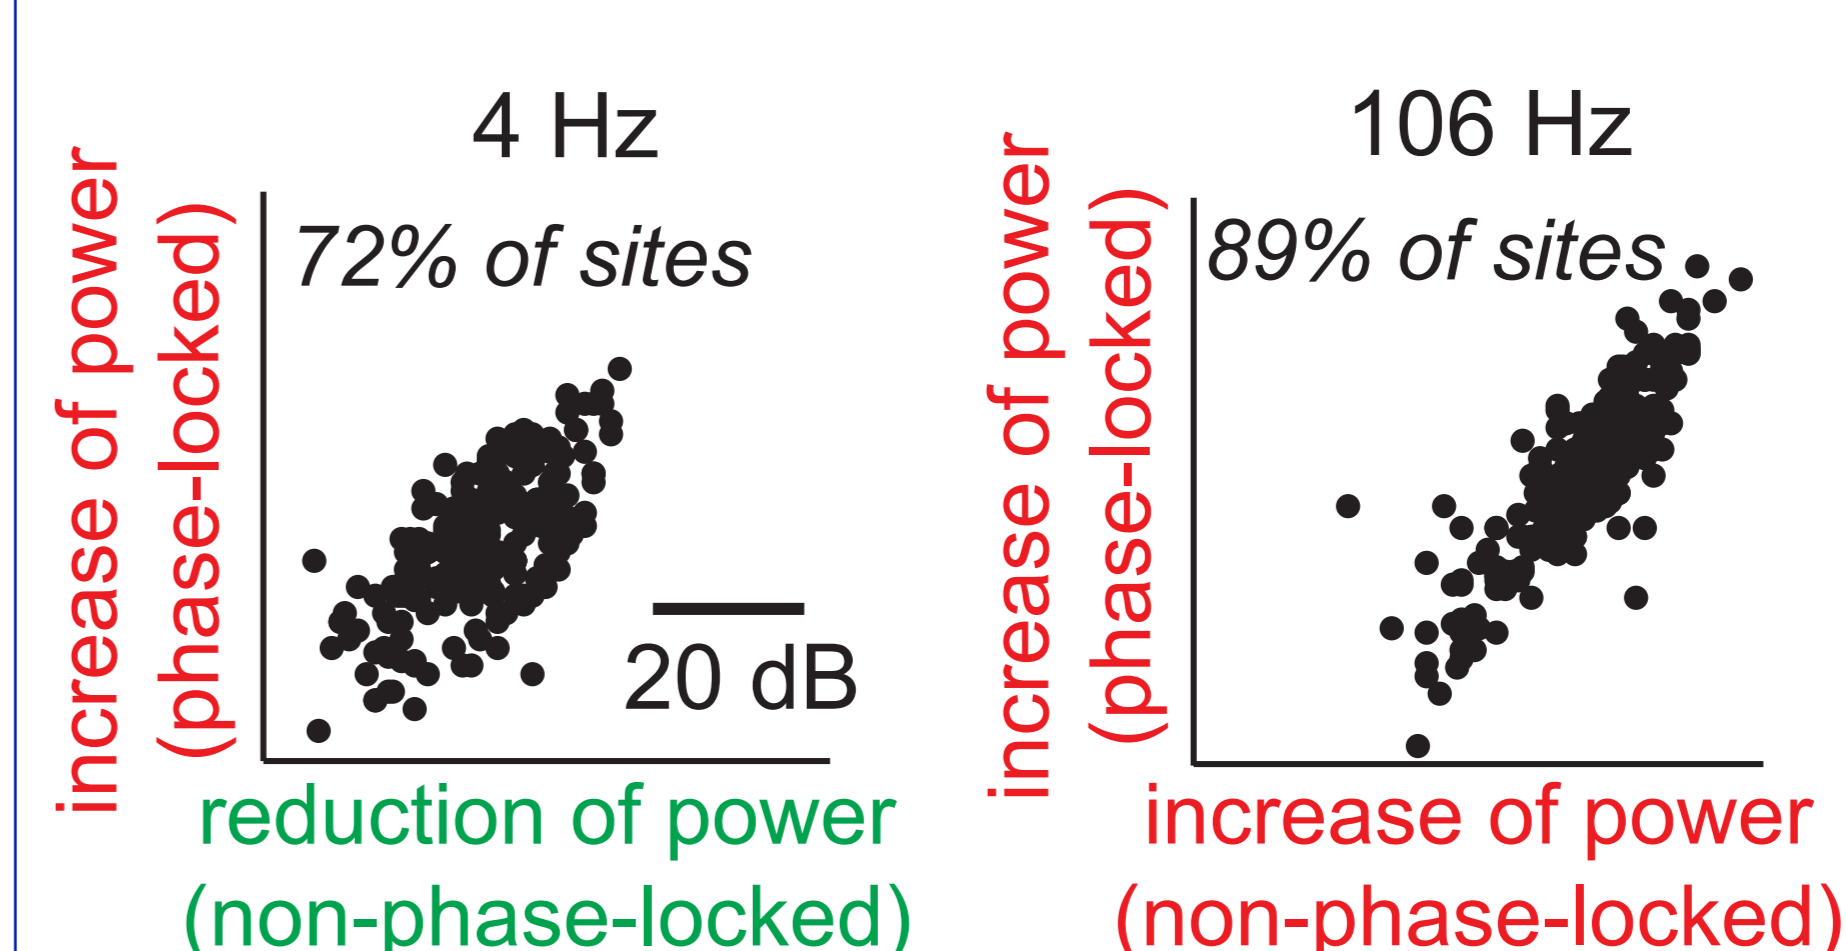 4 Hz
72% of sites
increase of power
(phase-locked)
20 dB
reduction of power
(non-phase-locked)
106 Hz
89% of sites
increase of power
(phase-locked)
increase of power
(non-phase-locked)